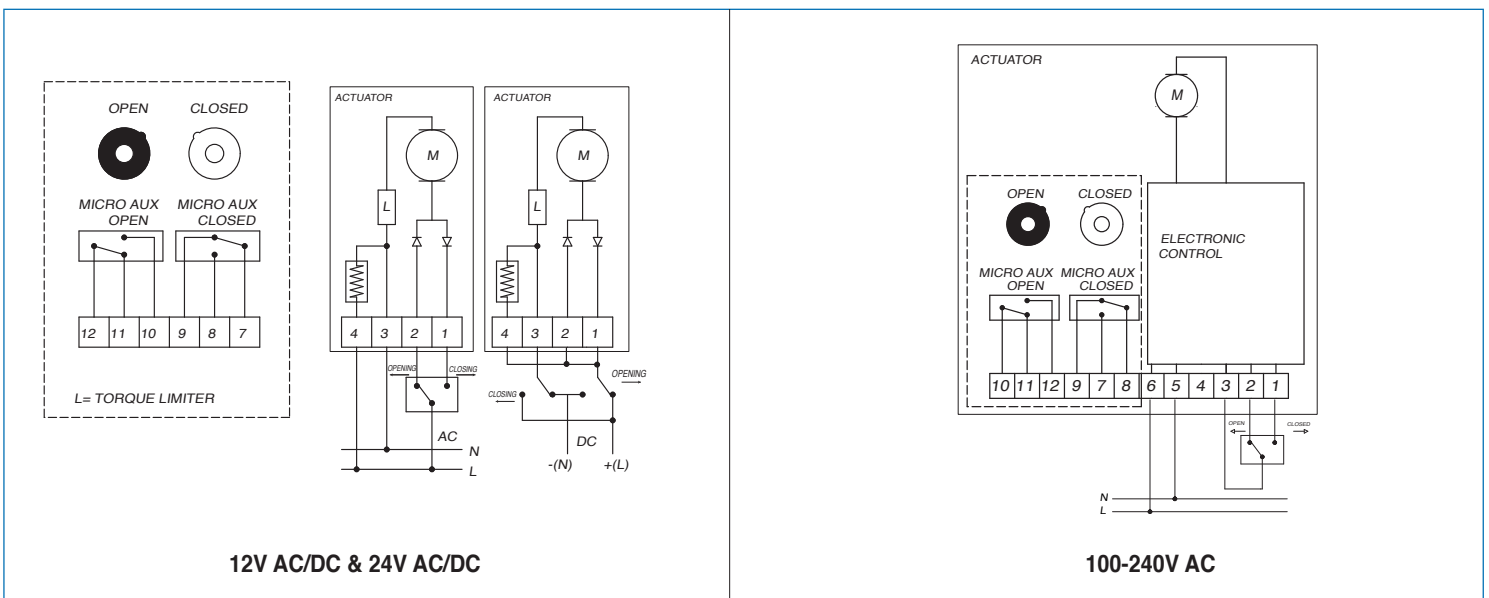 OPEN CLOSED
MICRO AUX MICRO AUX
OPEN CLOSED
12 11 10 9 8 7
L= TORQUE LIMITER
ACTUATOR
M
L
4 3 2 1
OPENING CLOSING
AC
N
L
ACTUATOR
M
L
4 3 2 1
OPENING
CLOSING
DC
-(N) +(L)
12V AC/DC & 24V AC/DC
ACTUATOR
M
OPEN CLOSED
MICRO AUX MICRO AUX
OPEN CLOSED
ELECTRONIC
CONTROL
10 11 12 9 7 8 6 5 4 3 2 1
OPEN CLOSED
N
L
100-240V AC